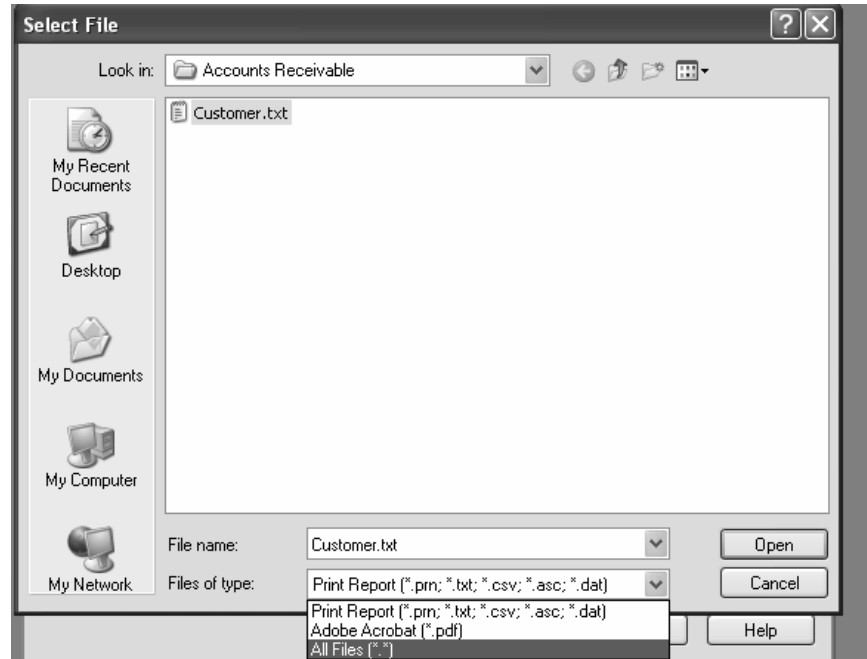 Select File
Look in:
Accounts Receivable
Customer.txt
My Recent
Documents
Desktop
My Documents
My Computer
My Network
File name:
Customer.txt
Open
Files of type:
Print Report (*.prn; *.txt; *.csv; *.asc; *.dat)
Cancel
Print Report (*.prn; *.txt; *.csv; *.asc; *.dat)
Adobe Acrobat (*.pdf)
All Files (*.*)
Help